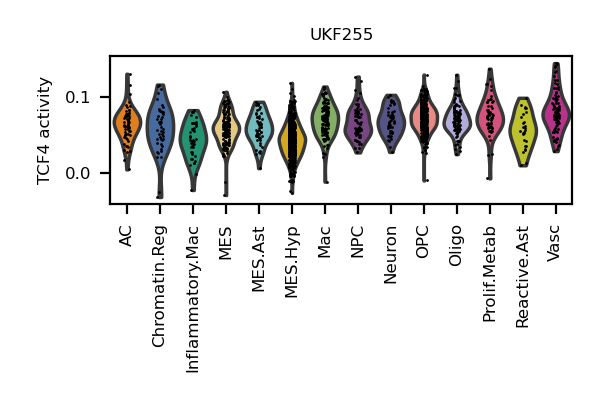 UKF255
TCF4 activity
0.1
0.0
AC
Chromatin.Reg
Inflammatory.Mac
MES
MES.Ast
MES.Hyp
Mac
NPC
Neuron
OPC
Oligo
Prolif.Metab
Reactive.Ast
Vasc